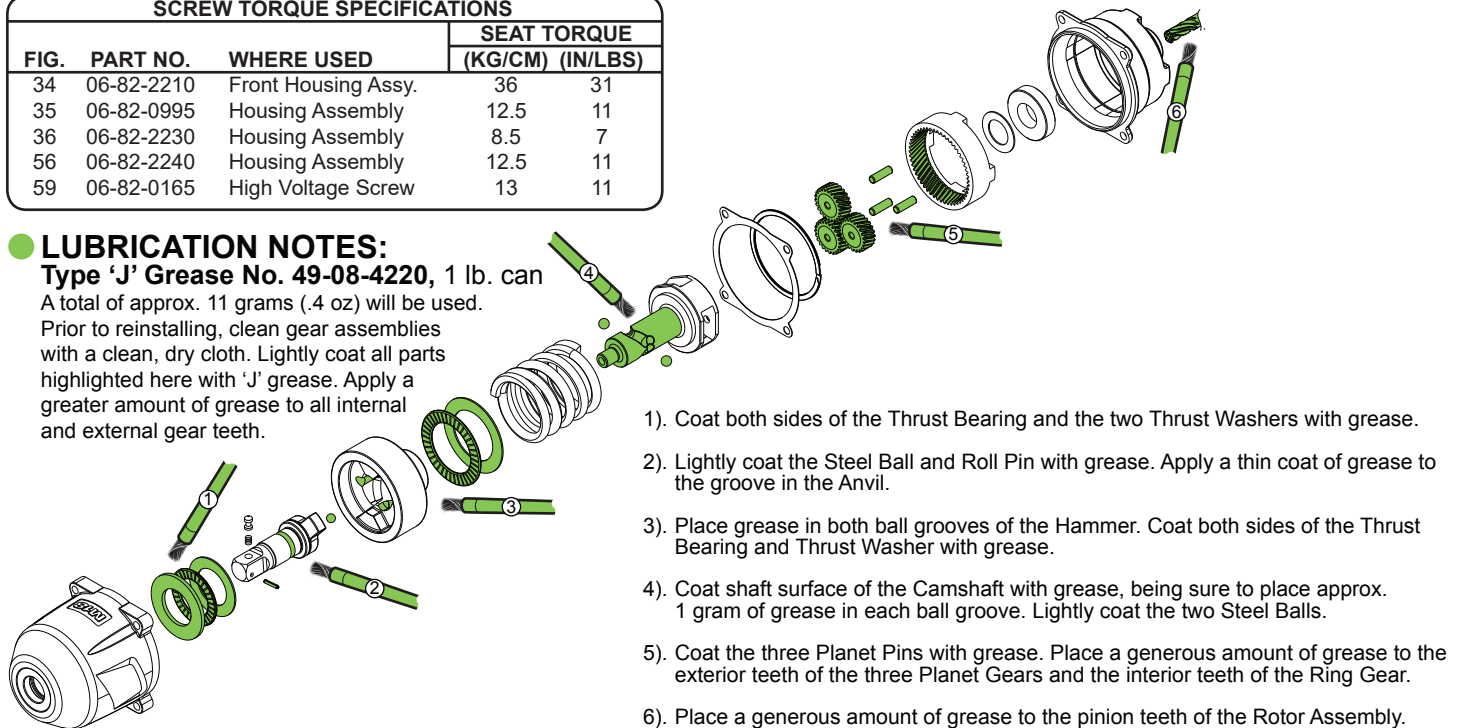 SCREW TORQUE SPECIFICATIONS
SEAT TORQUE
FIG. PART NO. WHERE USED (KG/CM) (IN/LBS)
34 06-82-2210 Front Housing Assy. 36 31
35 06-82-0995 Housing Assembly 12.5 11
36 06-82-2230 Housing Assembly 8.5 7
56 06-82-2240 Housing Assembly 12.5 11
59 06-82-0165 High Voltage Screw 13 11
LUBRICATION NOTES:
Type ‘J’ Grease No. 49-08-4220, 1 lb. can
A total of approx. 11 grams (.4 oz) will be used.
Prior to reinstalling, clean gear assemblies
with a clean, dry cloth. Lightly coat all parts
highlighted here with ‘J’ grease. Apply a
greater amount of grease to all internal
and external gear teeth.
1
2
3
4
5
6
1). Coat both sides of the Thrust Bearing and the two Thrust Washers with grease.
2). Lightly coat the Steel Ball and Roll Pin with grease. Apply a thin coat of grease to
the groove in the Anvil.
3). Place grease in both ball grooves of the Hammer. Coat both sides of the Thrust
Bearing and Thrust Washer with grease.
4). Coat shaft surface of the Camshaft with grease, being sure to place approx.
1 gram of grease in each ball groove. Lightly coat the two Steel Balls.
5). Coat the three Planet Pins with grease. Place a generous amount of grease to the
exterior teeth of the three Planet Gears and the interior teeth of the Ring Gear.
6). Place a generous amount of grease to the pinion teeth of the Rotor Assembly.